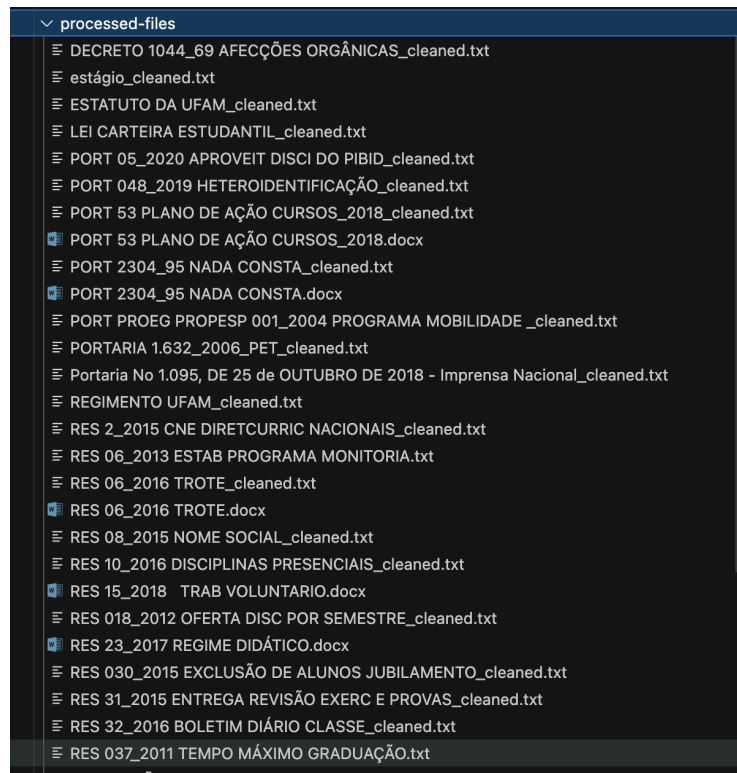 processed-files
DECRETO 1044_69 AFECÇÕES ORGÂNICAS_cleaned.txt
estágio_cleaned.txt
ESTATUTO DA UFAM_cleaned.txt
LEI CARTEIRA ESTUDANTIL_cleaned.txt
PORT 05_2020 APROVEIT DISCI DO PIBID_cleaned.txt
PORT 048_2019 HETEROIDENTIFICAÇÃO_cleaned.txt
PORT 53 PLANO DE AÇÃO CURSOS_2018_cleaned.txt
PORT 53 PLANO DE AÇÃO CURSOS_2018.docx
PORT 2304_95 NADA CONSTA_cleaned.txt
PORT 2304_95 NADA CONSTA.docx
PORT PROEG PROPESP 001_2004 PROGRAMA MOBILIDADE _cleaned.txt
PORTARIA 1.632_2006_PET_cleaned.txt
Portaria No 1.095, DE 25 de OUTUBRO DE 2018 - Imprensa Nacional_cleaned.txt
REGIMENTO UFAM_cleaned.txt
RES 2_2015 CNE DIRETCURRIC NACIONAIS_cleaned.txt
RES 06_2013 ESTAB PROGRAMA MONITORIA.txt
RES 06_2016 TROTE_cleaned.txt
RES 06_2016 TROTE.docx
RES 08_2015 NOME SOCIAL_cleaned.txt
RES 10_2016 DISCIPLINAS PRESENCIAIS_cleaned.txt
RES 15_2018   TRAB VOLUNTARIO.docx
RES 018_2012 OFERTA DISC POR SEMESTRE_cleaned.txt
RES 23_2017 REGIME DIDÁTICO.docx
RES 030_2015 EXCLUSÃO DE ALUNOS JUBILAMENTO_cleaned.txt
RES 31_2015 ENTREGA REVISÃO EXERC E PROVAS_cleaned.txt
RES 32_2016 BOLETIM DIÁRIO CLASSE_cleaned.txt
RES 037_2011 TEMPO MÁXIMO GRADUAÇÃO.txt